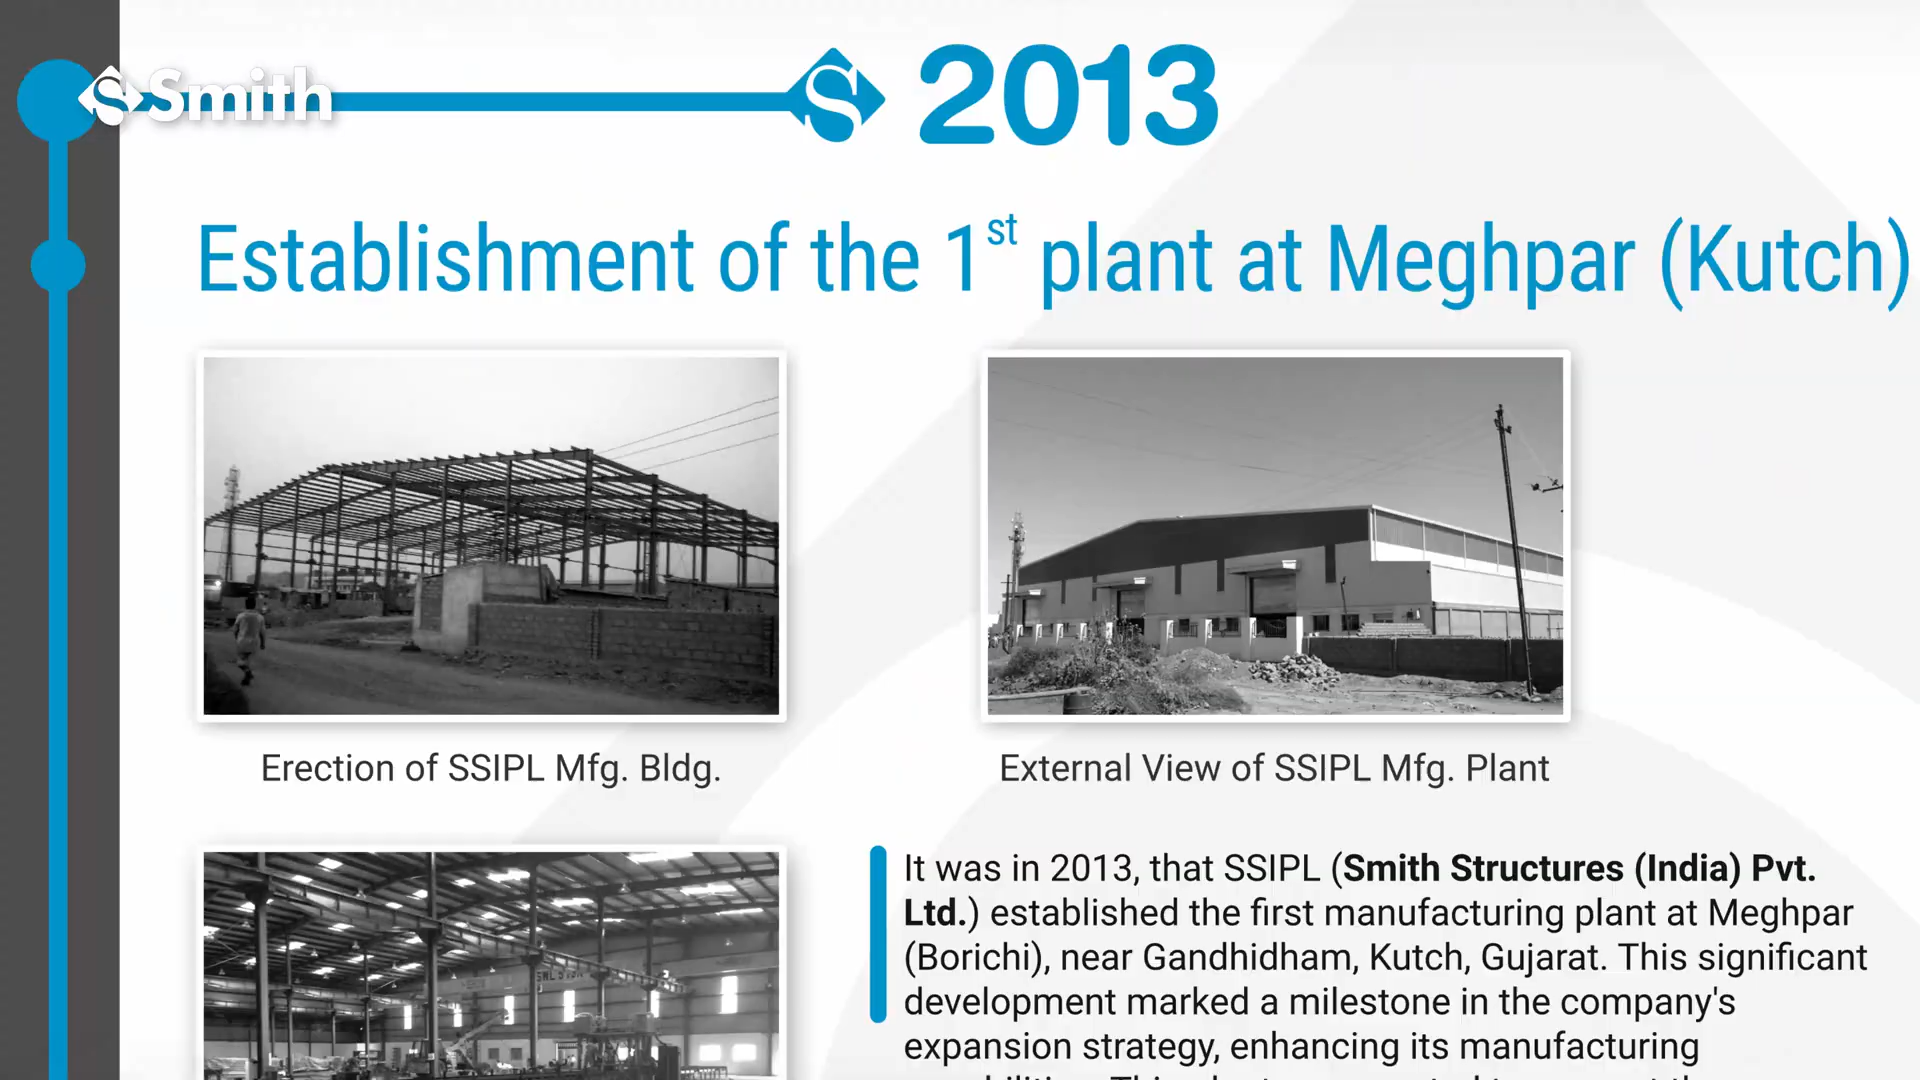 Smith
S 2013
Establishment of the 1st plant at Meghpar (Kutch)
Erection of SSIPL Mfg. Bldg.
External View of SSIPL Mfg. Plant
It was in 2013, that SSIPL (Smith Structures (India) Pvt.
Ltd.) established the first manufacturing plant at Meghpar
(Borichi), near Gandhidham, Kutch, Gujarat. This significant
development marked a milestone in the company's
expansion strategy, enhancing its manufacturing